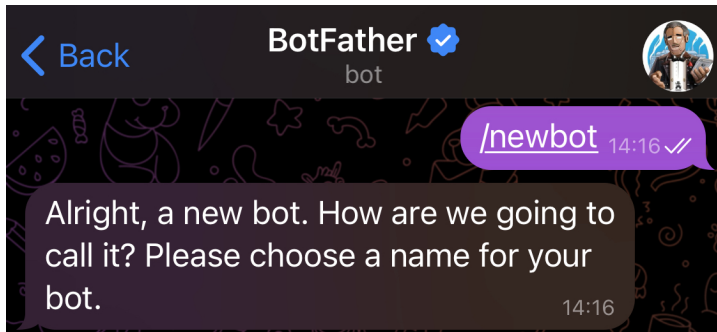 Back
BotFather
bot
/newbot 14:16
Alright, a new bot. How are we going to
call it? Please choose a name for your
bot.
14:16